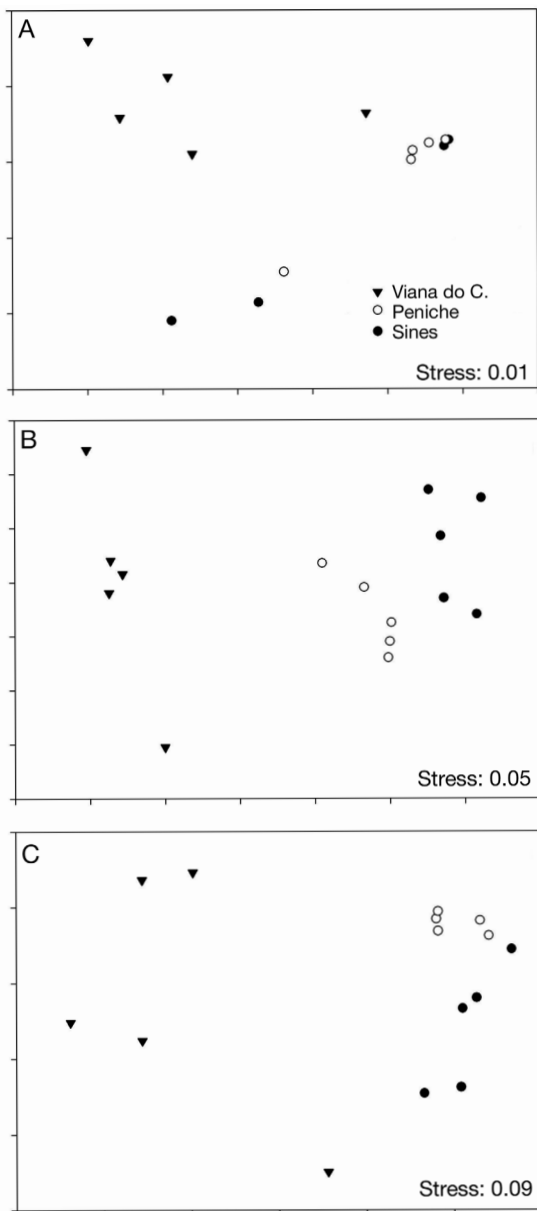 A
Viana do C.
Peniche
Sines
Stress: 0.01
B
Stress: 0.05
C
Stress: 0.09